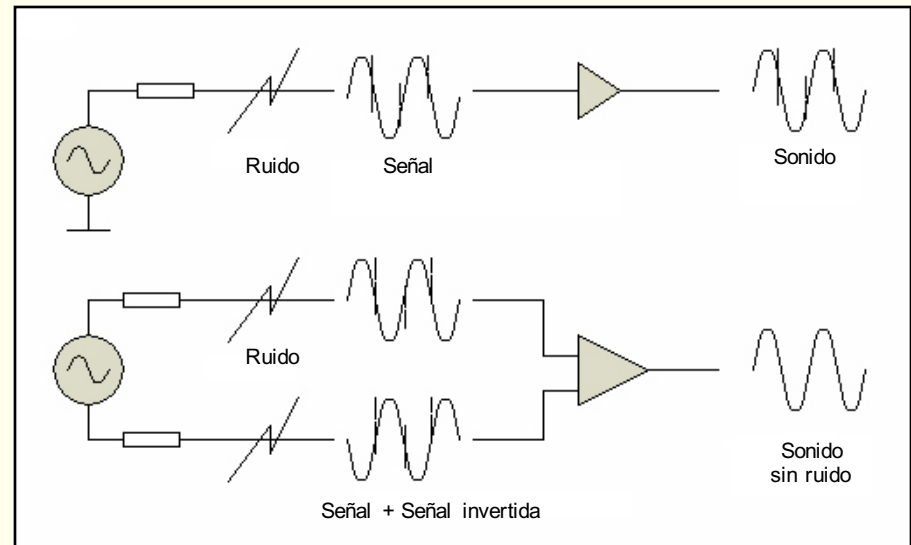 Ruido
Señal
Sonido
Ruido
Señal + Señal invertida
Sonido
sin ruido